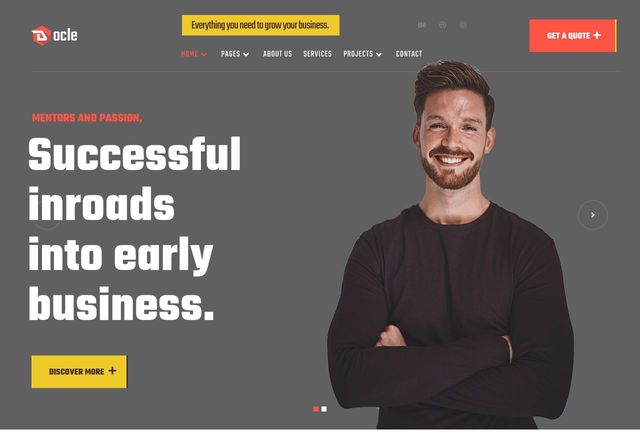 Everything you need to grow your business.
ocle
GET A QUOTE +
HOME
PAGES
ABOUT US
SERVICES
PROJECTS
CONTACT
MENTORS AND PASSION,
Successful
inroads
into early
business.
DISCOVER MORE +